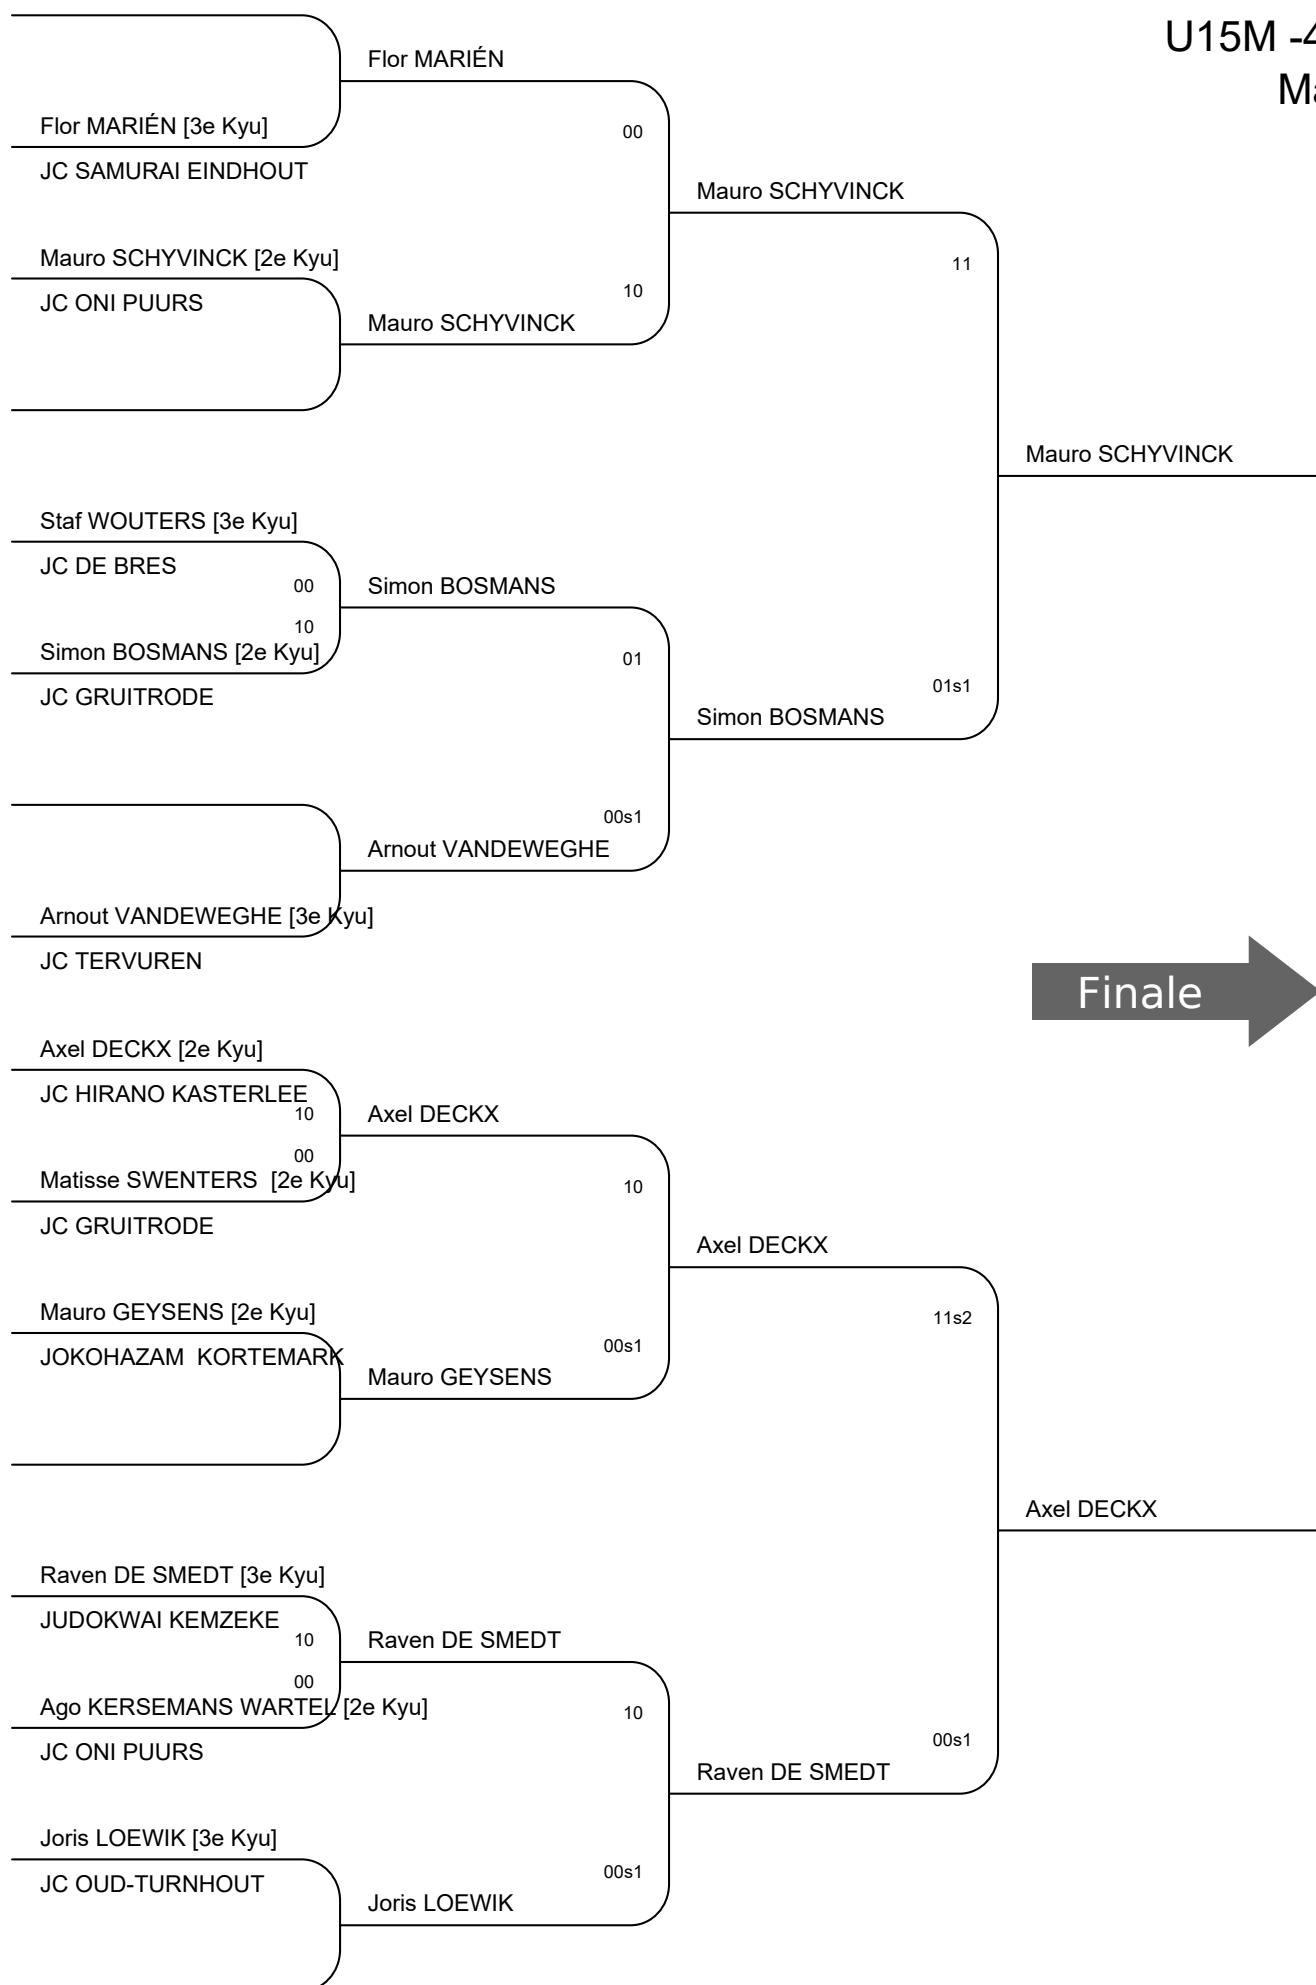 U15M -4
Ma
Flor MARIÉN
Flor MARIÉN [3e Kyu]
00
JC SAMURAI EINDHOUT
Mauro SCHYVINCK
Mauro SCHYVINCK [2e Kyu]
11
JC ONI PUURS
10
Mauro SCHYVINCK
Mauro SCHYVINCK
Staf WOUTERS [3e Kyu]
JC DE BRES
00
Simon BOSMANS
10
Simon BOSMANS [2e Kyu]
01
JC GRUITRODE
01s1
Simon BOSMANS
00s1
Arnout VANDEWEGHE
Arnout VANDEWEGHE [3e Kyu]
JC TERVUREN
Finale
Axel DECKX [2e Kyu]
JC HIRANO KASTERLEE
10
Axel DECKX
00
Matisse SWENTERS [2e Kyu]
10
JC GRUITRODE
Axel DECKX
Mauro GEYSENS [2e Kyu]
11s2
JOKOHAZAM KORTEMARK
00s1
Mauro GEYSENS
Axel DECKX
Raven DE SMEDT [3e Kyu]
JUDOKWAI KEMZEKE
10
Raven DE SMEDT
00
Ago KERSEMANS WARTEL [2e Kyu]
10
JC ONI PUURS
00s1
Raven DE SMEDT
Joris LOEWIK [3e Kyu]
00s1
JC OUD-TURNHOUT
Joris LOEWIK